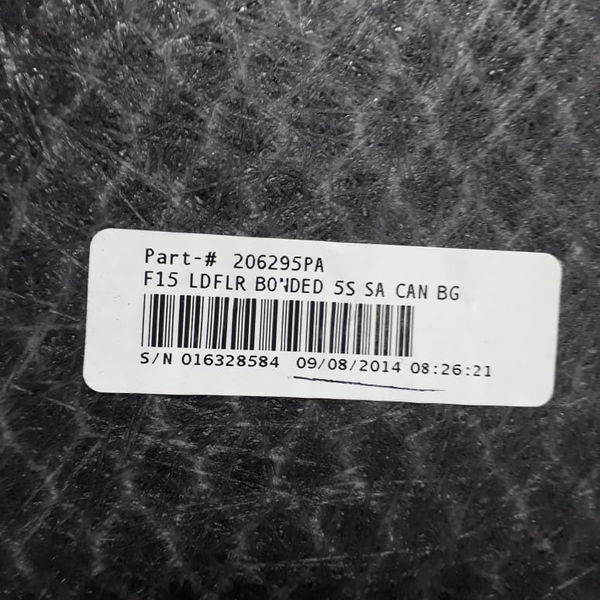 Part-# 206295PA
F15 LDFLR BONDED 5S SA CAN BG
S/N 016328584 09/08/2014 08:26:21